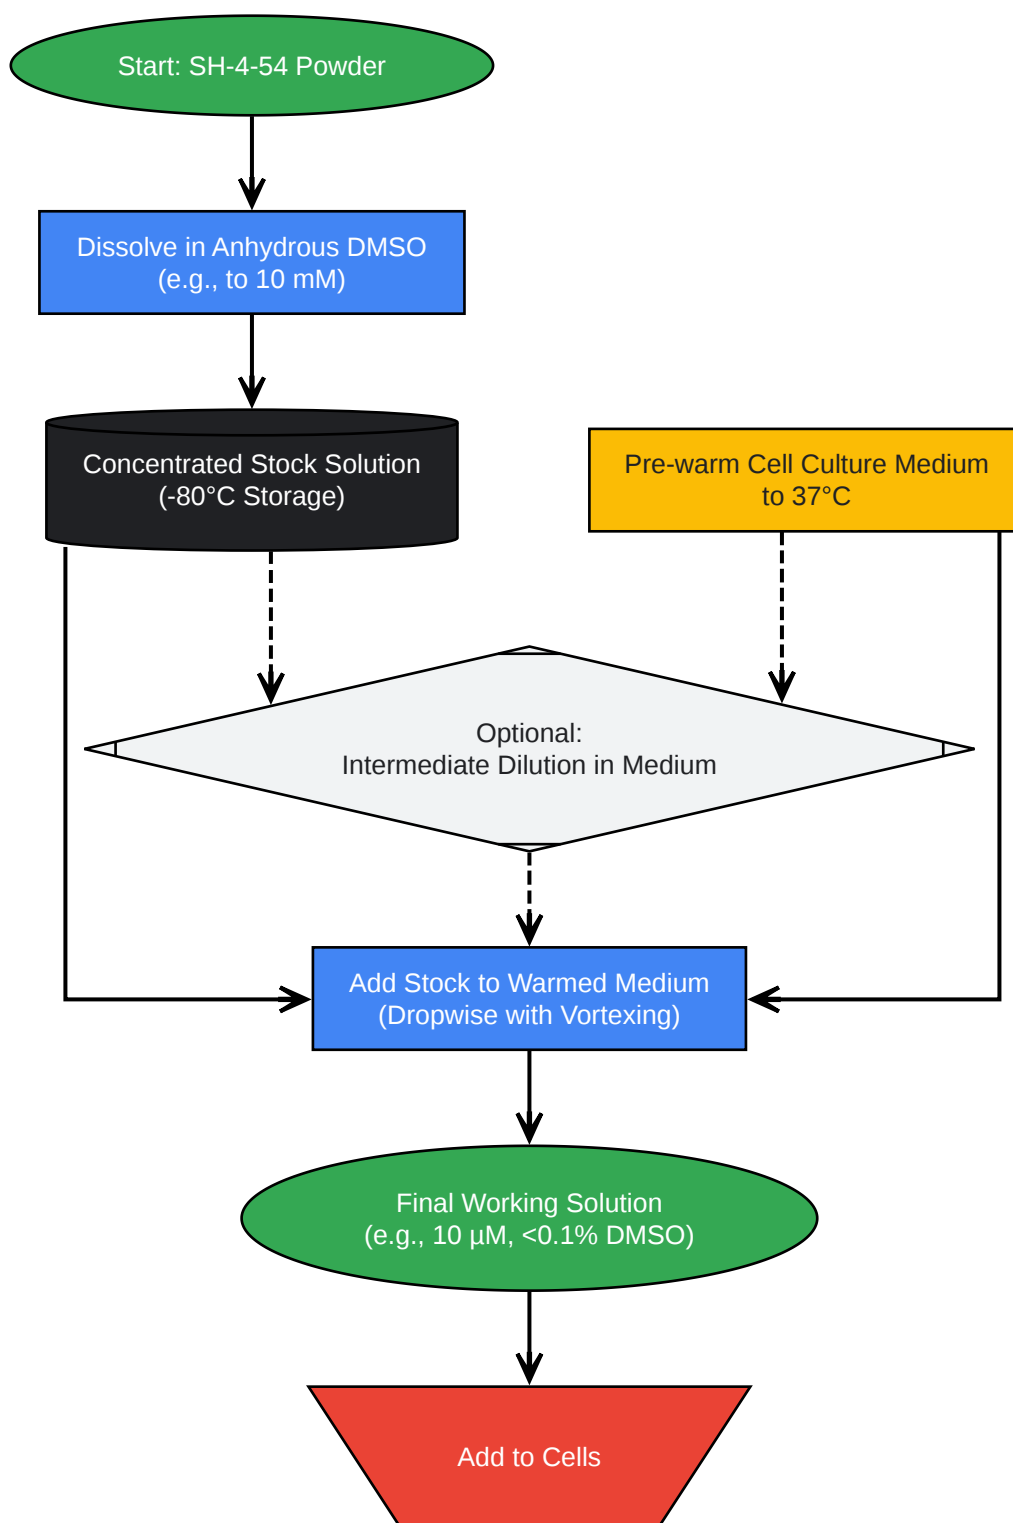 Start: SH-4-54 Powder
Dissolve in Anhydrous DMSO
(e.g., to 10 mM)
Concentrated Stock Solution
(-80°C Storage)
Pre-warm Cell Culture Medium
to 37°C
Optional:
Intermediate Dilution in Medium
Add Stock to Warmed Medium
(Dropwise with Vortexing)
Final Working Solution
(e.g., 10 µM, <0.1% DMSO)
Add to Cells